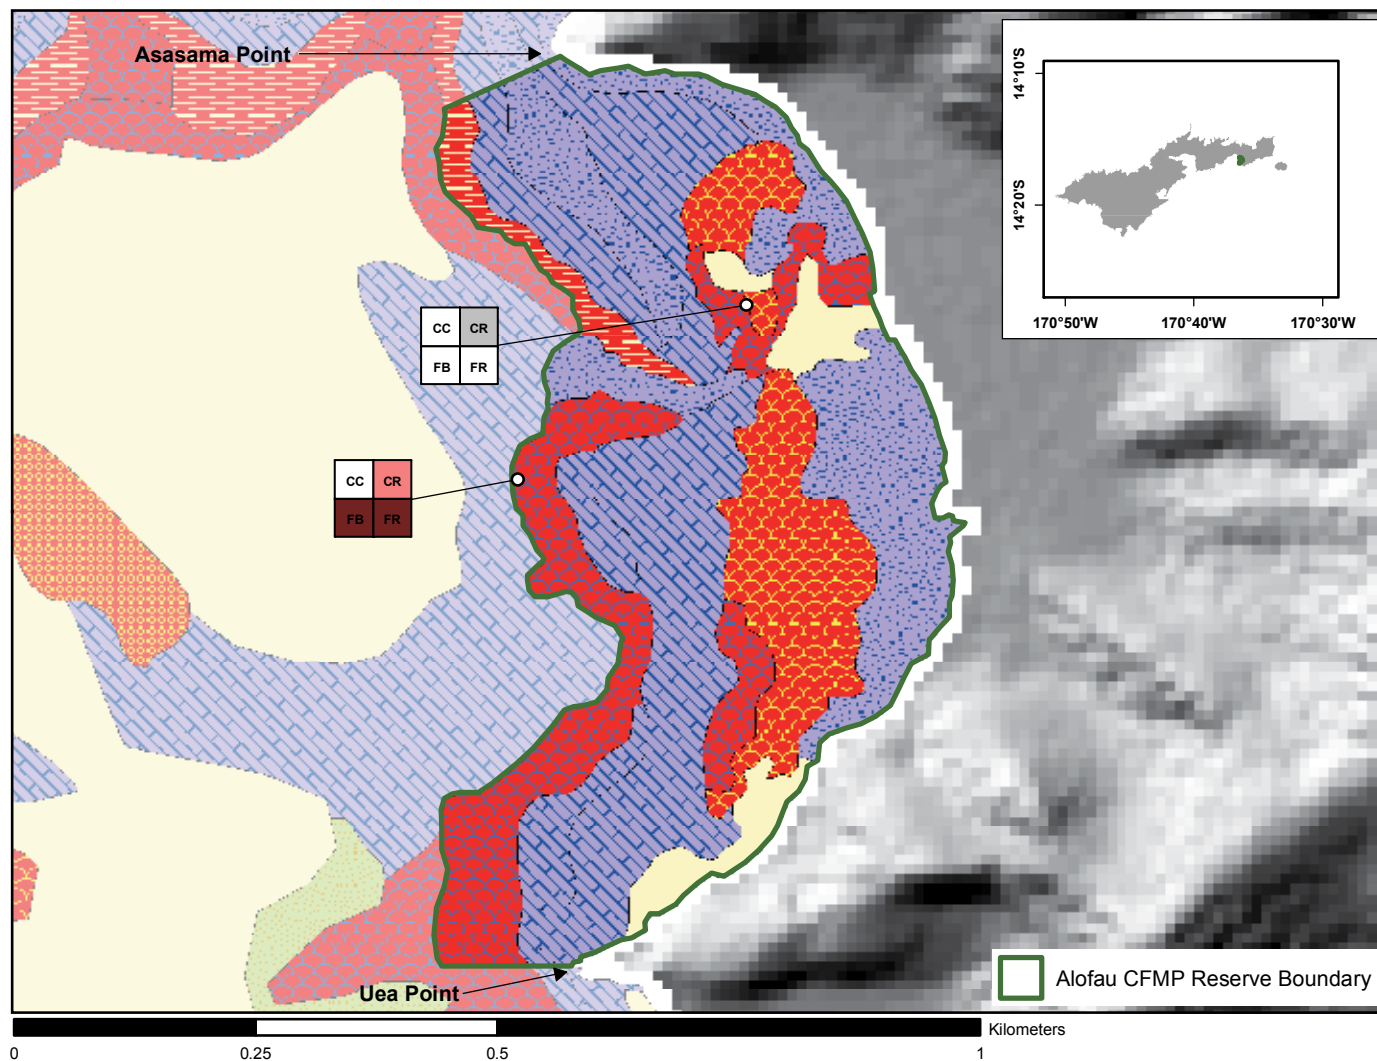 Asasama Point
14°10'S
14°20'S
170°50'W
170°40'W
170°30'W
CC
CR
FB
FR
CC
CR
FB
FR
Uea Point
Alofau CFMP Reserve Boundary
Kilometers
0
0.25
0.5
1